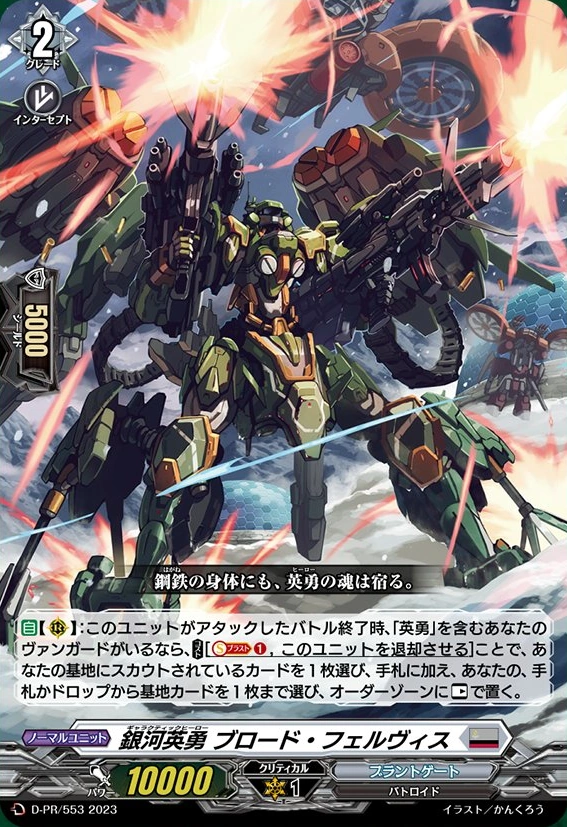 2
グレード
インターセプト
5000
シールド
はがね ヒーロー
鋼鉄の身体にも、英勇の魂は宿る。
自【】:このユニットがアタックしたバトル終了時、「英勇」を含むあなたの
ヴァンガードがいるなら、コスト[Sブラスト1, このユニットを退却させる]ことで、あ
なたの基地にスカウトされているカードを1枚選び、手札に加え、あなたの、手
札かドロップから基地カードを1枚まで選び、オーダーゾーンに で置く。
ノーマルユニット
ギャラクティックヒーロー
銀河英勇 ブロード・フェルヴィス
パワー 10000
クリティカル
1
ブラントゲート
バトロイド
D-PR/553 2023
イラスト／かんくろう